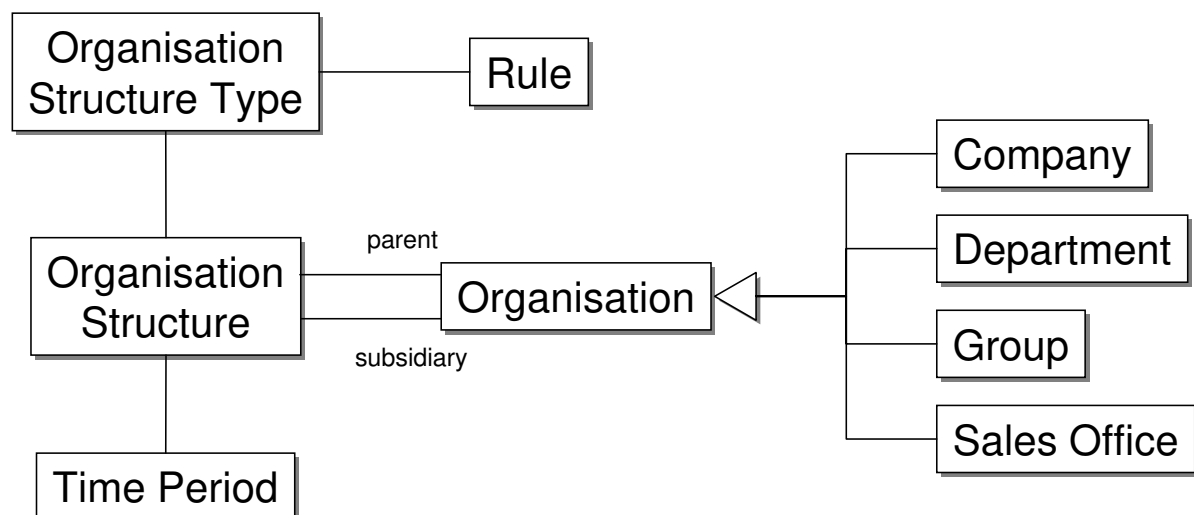 Organisation
Structure Type
Rule
Company
parent
Department
Organisation
Structure
Organisation
subsidiary
Group
Sales Office
Time Period